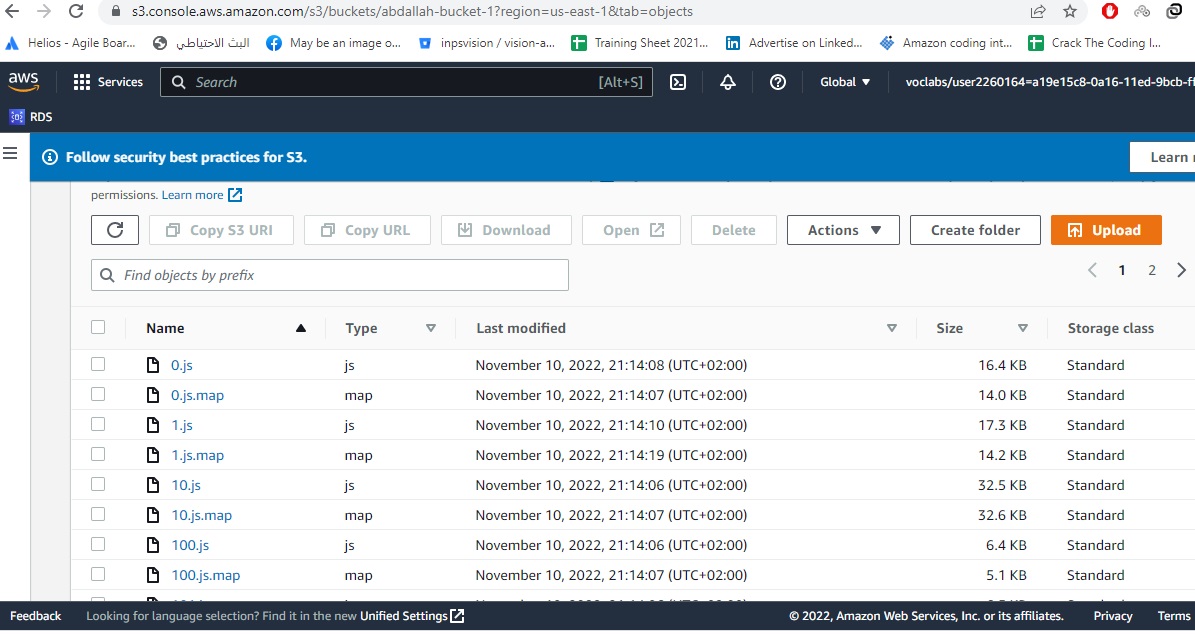 s3.console.aws.amazon.com/s3/buckets/abdallah-bucket-1?region=us-east-1&tab=objects
Helios - Agile Boar... البث الاحتياطي May be an image o... inpsvision / vision-a... Training Sheet 2021... Advertise on Linked... Amazon coding int... Crack The Coding I...
aws Services Search [Alt+S] Global voclabs/user2260164=a19e15c8-0a16-11ed-9bcb-ff
RDS
Follow security best practices for S3. Learn
permissions. Learn more
Copy S3 URI Copy URL Download Open Delete Actions Create folder Upload
Find objects by prefix 1 2
Name Type Last modified Size Storage class
0.js js November 10, 2022, 21:14:08 (UTC+02:00) 16.4 KB Standard
0.js.map map November 10, 2022, 21:14:07 (UTC+02:00) 14.0 KB Standard
1.js js November 10, 2022, 21:14:10 (UTC+02:00) 17.3 KB Standard
1.js.map map November 10, 2022, 21:14:19 (UTC+02:00) 14.2 KB Standard
10.js js November 10, 2022, 21:14:06 (UTC+02:00) 32.5 KB Standard
10.js.map map November 10, 2022, 21:14:07 (UTC+02:00) 32.6 KB Standard
100.js js November 10, 2022, 21:14:06 (UTC+02:00) 6.4 KB Standard
100.js.map map November 10, 2022, 21:14:07 (UTC+02:00) 5.1 KB Standard
Feedback Looking for language selection? Find it in the new Unified Settings © 2022, Amazon Web Services, Inc. or its affiliates. Privacy Terms